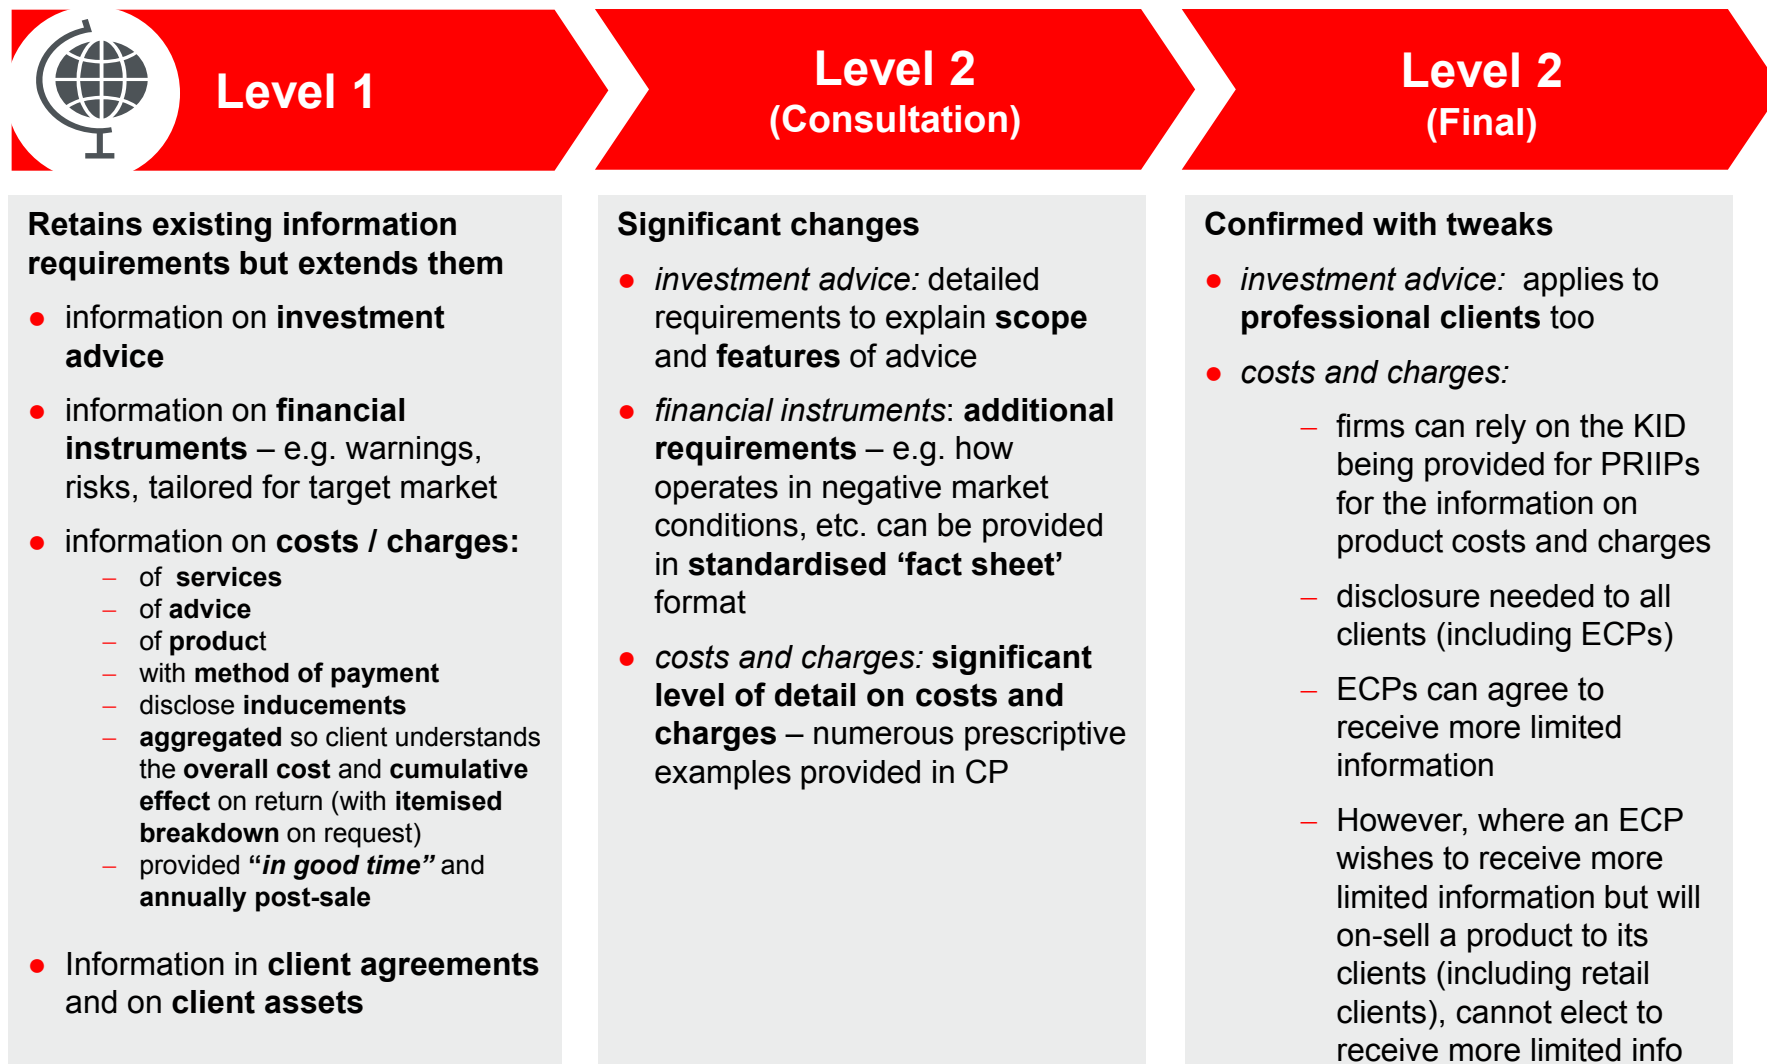 Level 1
Level 2
(Consultation)
Level 2
(Final)
Retains existing information
requirements but extends them
● information on investment
advice
● information on financial
instruments – e.g. warnings,
risks, tailored for target market
● information on costs / charges:
– of services
– of advice
– of product
– with method of payment
– disclose inducements
– aggregated so client understands
the overall cost and cumulative
effect on return (with itemised
breakdown on request)
– provided “in good time” and
annually post-sale
● Information in client agreements
and on client assets
Significant changes
● investment advice: detailed
requirements to explain scope
and features of advice
● financial instruments: additional
requirements – e.g. how
operates in negative market
conditions, etc. can be provided
in standardised ‘fact sheet’
format
● costs and charges: significant
level of detail on costs and
charges – numerous prescriptive
examples provided in CP
Confirmed with tweaks
● investment advice: applies to
professional clients too
● costs and charges:
– firms can rely on the KID
being provided for PRIIPs
for the information on
product costs and charges
– disclosure needed to all
clients (including ECPs)
– ECPs can agree to
receive more limited
information
– However, where an ECP
wishes to receive more
limited information but will
on-sell a product to its
clients (including retail
clients), cannot elect to
receive more limited info